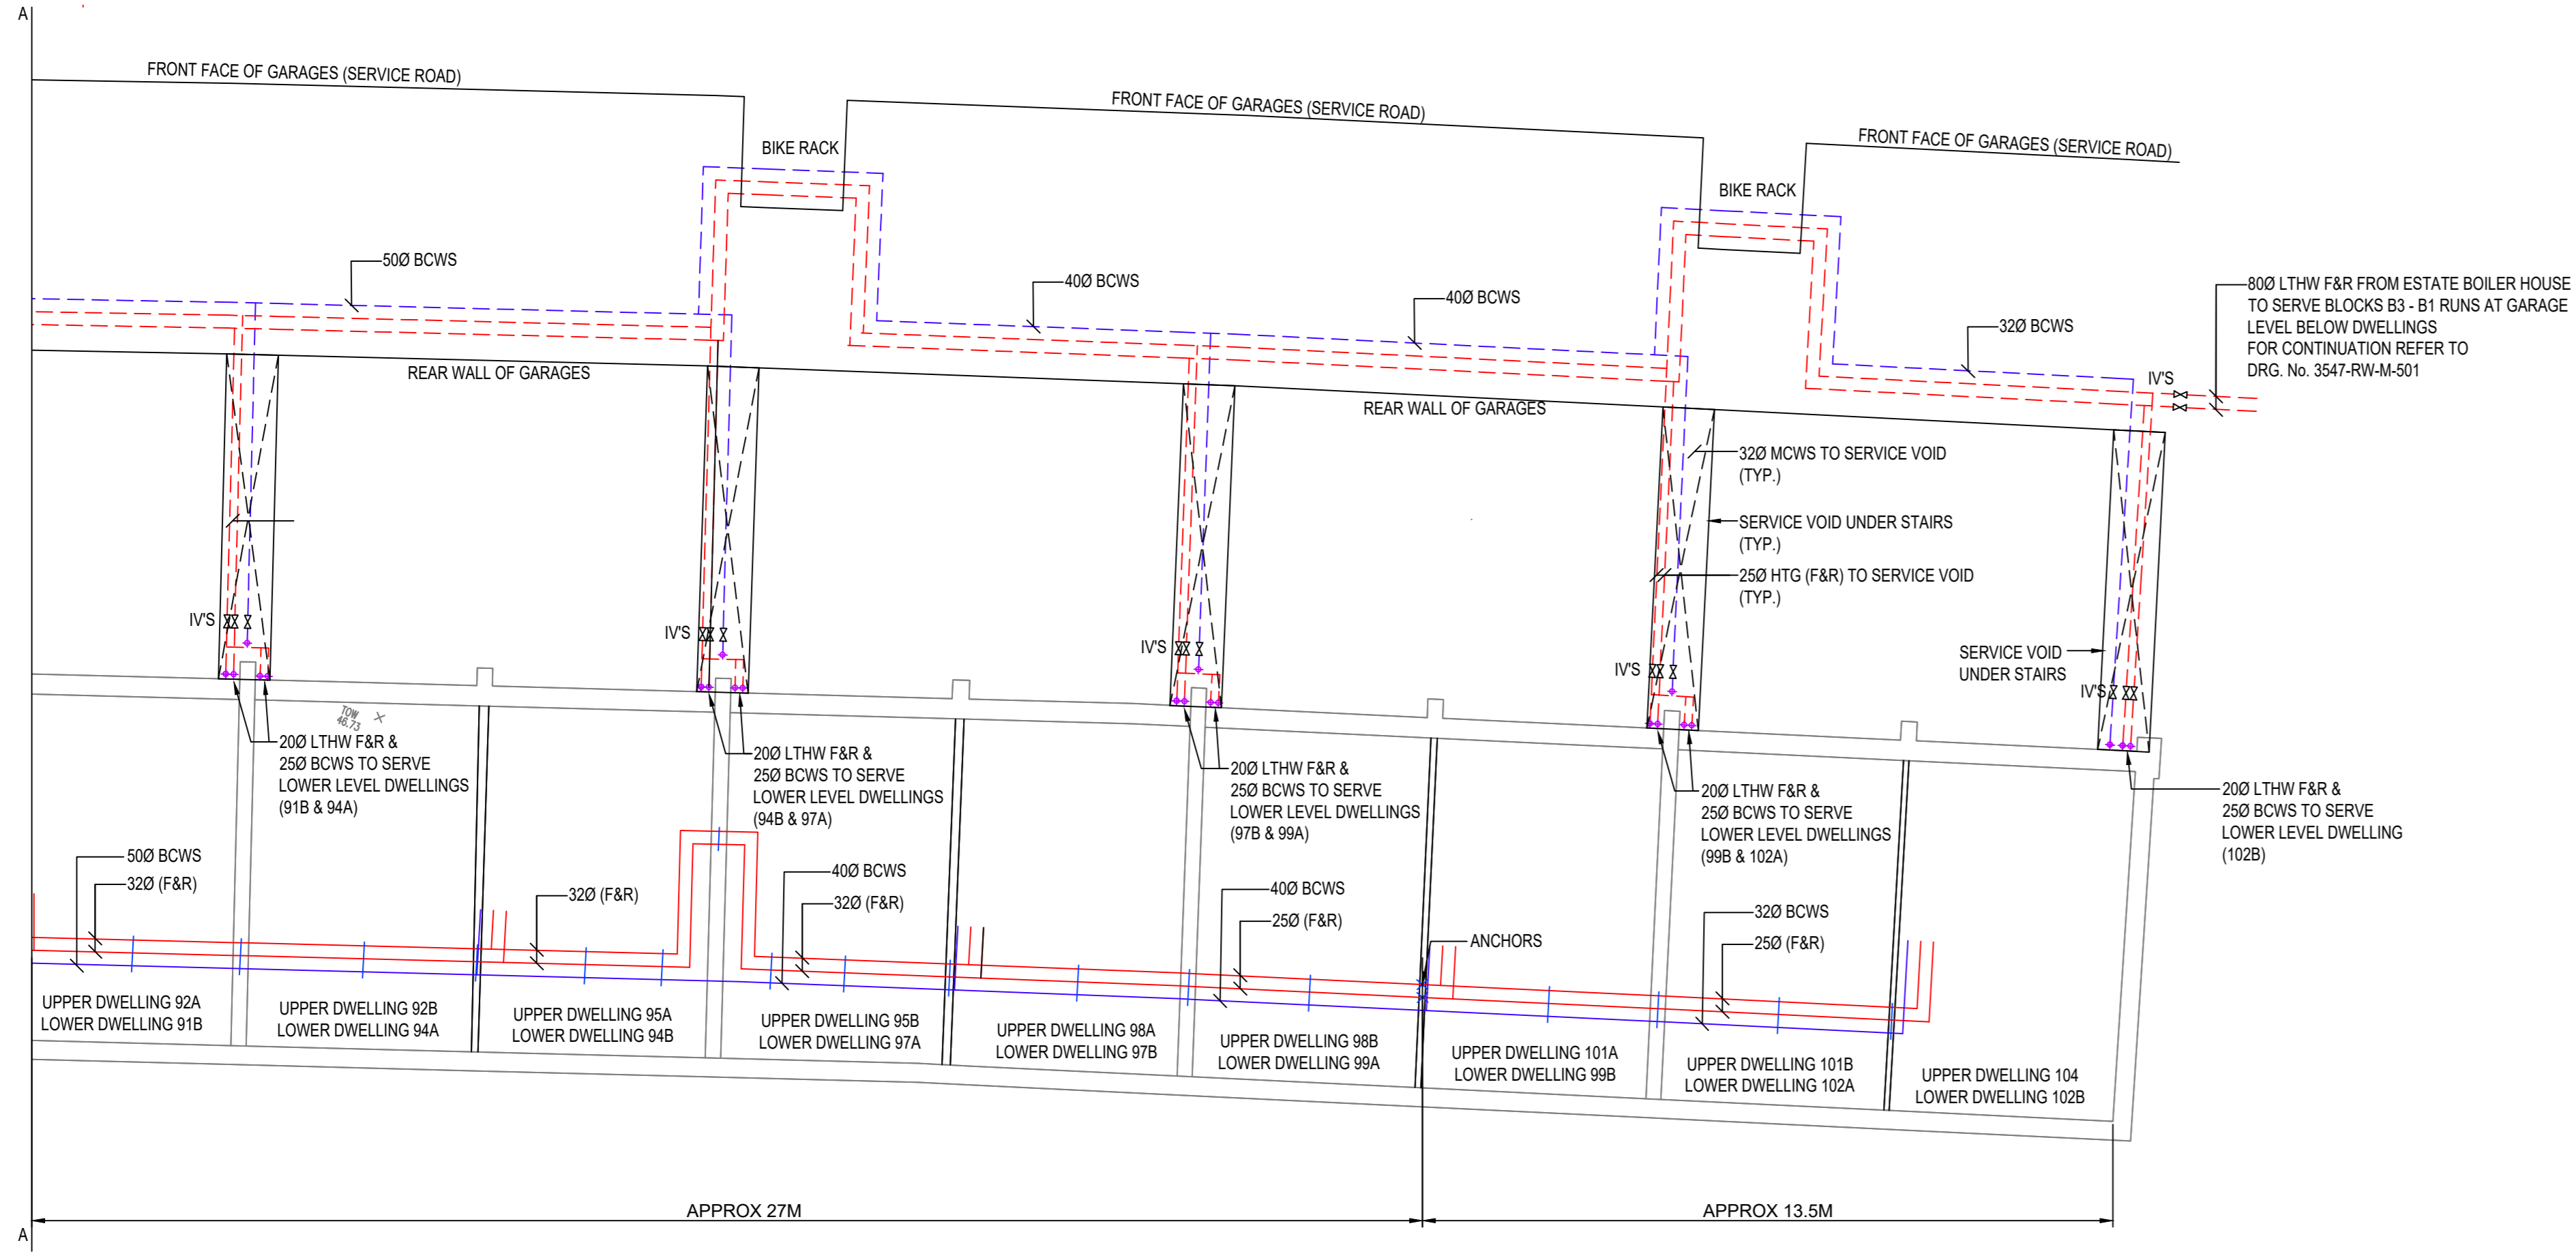 A
FRONT FACE OF GARAGES (SERVICE ROAD)
FRONT FACE OF GARAGES (SERVICE ROAD)
FRONT FACE OF GARAGES (SERVICE ROAD)
BIKE RACK
BIKE RACK
50Ø BCWS
40Ø BCWS
40Ø BCWS
32Ø BCWS
80Ø LTHW F&R FROM ESTATE BOILER HOUSE
TO SERVE BLOCKS B3 - B1 RUNS AT GARAGE
LEVEL BELOW DWELLINGS
FOR CONTINUATION REFER TO
DRG. No. 3547-RW-M-501
IV'S
REAR WALL OF GARAGES
REAR WALL OF GARAGES
32Ø MCWS TO SERVICE VOID
(TYP.)
SERVICE VOID UNDER STAIRS
(TYP.)
25Ø HTG (F&R) TO SERVICE VOID
(TYP.)
IV'S
IV'S
IV'S
IV'S
SERVICE VOID
UNDER STAIRS
IV'S
TOW
46.73
20Ø LTHW F&R &
25Ø BCWS TO SERVE
LOWER LEVEL DWELLINGS
(91B & 94A)
20Ø LTHW F&R &
25Ø BCWS TO SERVE
LOWER LEVEL DWELLINGS
(94B & 97A)
20Ø LTHW F&R &
25Ø BCWS TO SERVE
LOWER LEVEL DWELLINGS
(97B & 99A)
20Ø LTHW F&R &
25Ø BCWS TO SERVE
LOWER LEVEL DWELLINGS
(99B & 102A)
20Ø LTHW F&R &
25Ø BCWS TO SERVE
LOWER LEVEL DWELLING
(102B)
50Ø BCWS
32Ø (F&R)
32Ø (F&R)
40Ø BCWS
32Ø (F&R)
40Ø BCWS
25Ø (F&R)
ANCHORS
32Ø BCWS
25Ø (F&R)
UPPER DWELLING 92A
LOWER DWELLING 91B
UPPER DWELLING 92B
LOWER DWELLING 94A
UPPER DWELLING 95A
LOWER DWELLING 94B
UPPER DWELLING 95B
LOWER DWELLING 97A
UPPER DWELLING 98A
LOWER DWELLING 97B
UPPER DWELLING 98B
LOWER DWELLING 99A
UPPER DWELLING 101A
LOWER DWELLING 99B
UPPER DWELLING 101B
LOWER DWELLING 102A
UPPER DWELLING 104
LOWER DWELLING 102B
APPROX 27M
APPROX 13.5M
A